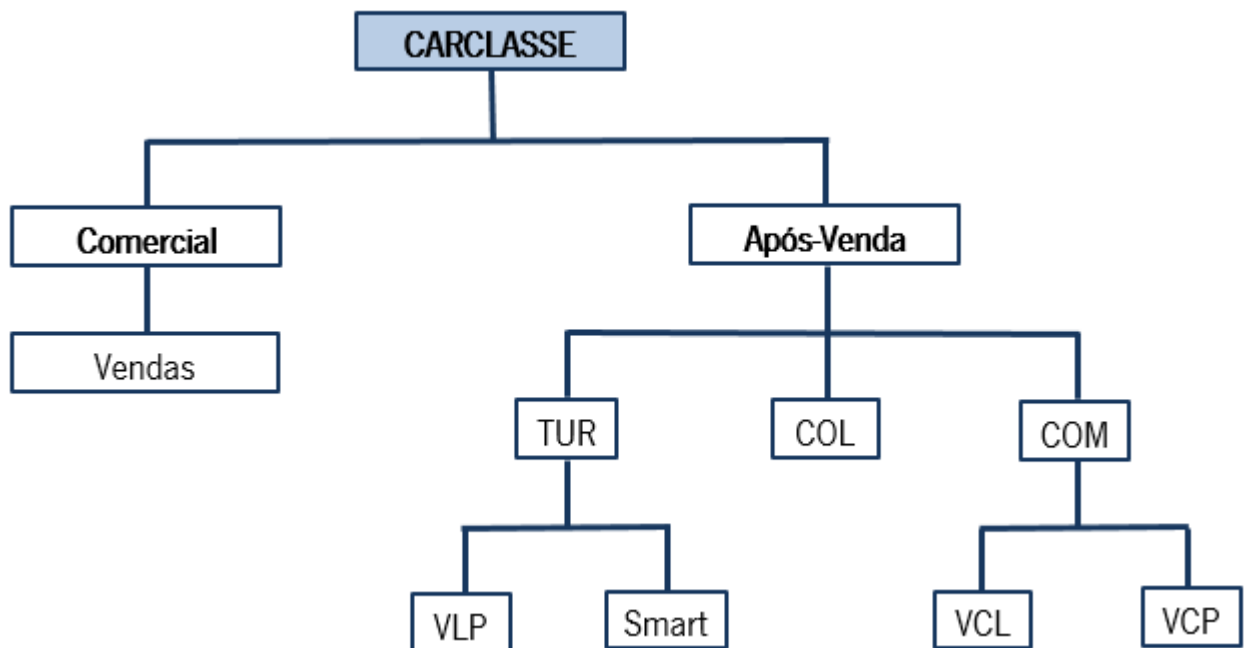 CARCLASSE
Comercial
Após-Venda
Vendas
TUR
COL
COM
VLP
Smart
VCL
VCP